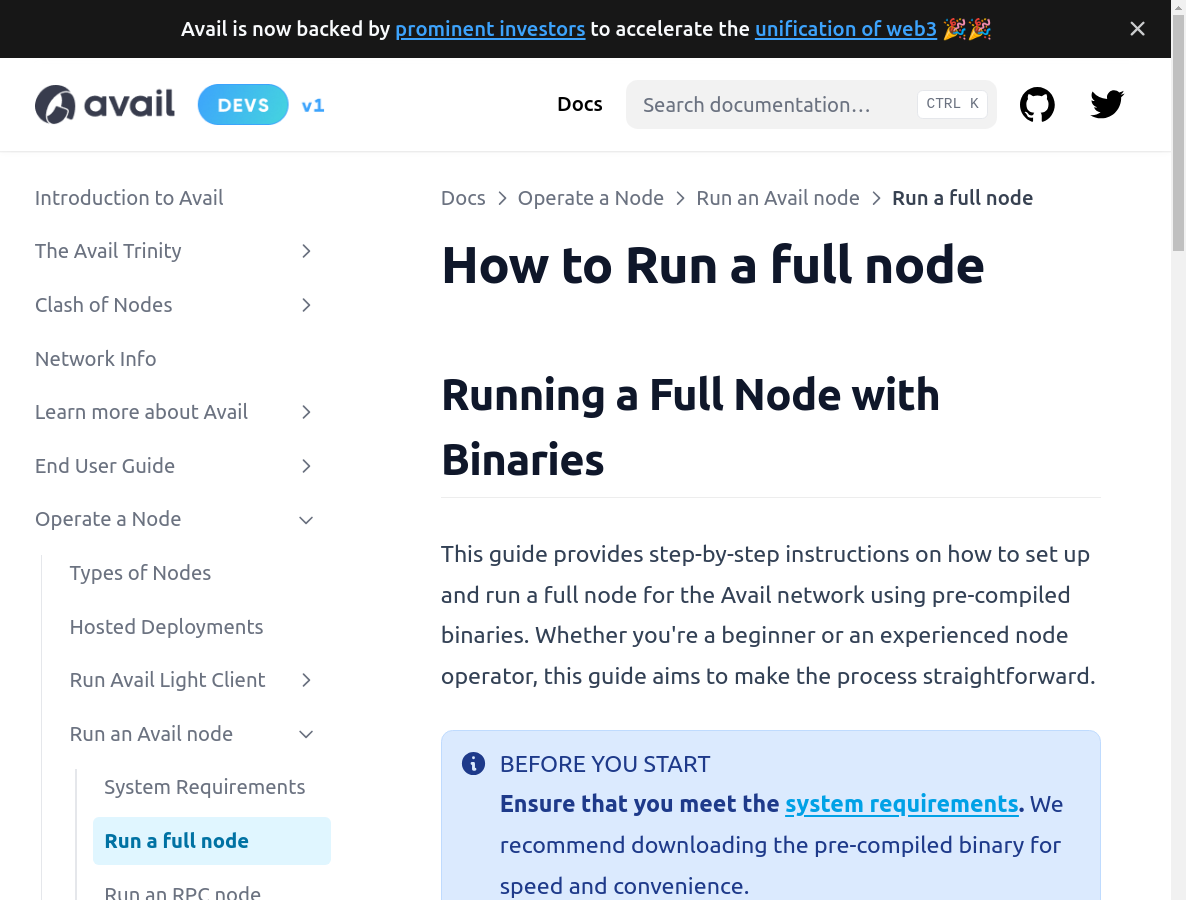 Avail is now backed by prominent investors to accelerate the unification of web3 🎉🎉
avail DEVS v1
Docs
Search documentation… CTRL K
Introduction to Avail
The Avail Trinity
Clash of Nodes
Network Info
Learn more about Avail
End User Guide
Operate a Node
Types of Nodes
Hosted Deployments
Run Avail Light Client
Run an Avail node
System Requirements
Run a full node
Run an RPC node
Docs > Operate a Node > Run an Avail node > Run a full node
How to Run a full node
Running a Full Node with
Binaries
This guide provides step-by-step instructions on how to set up
and run a full node for the Avail network using pre-compiled
binaries. Whether you're a beginner or an experienced node
operator, this guide aims to make the process straightforward.
BEFORE YOU START
Ensure that you meet the system requirements. We
recommend downloading the pre-compiled binary for
speed and convenience.